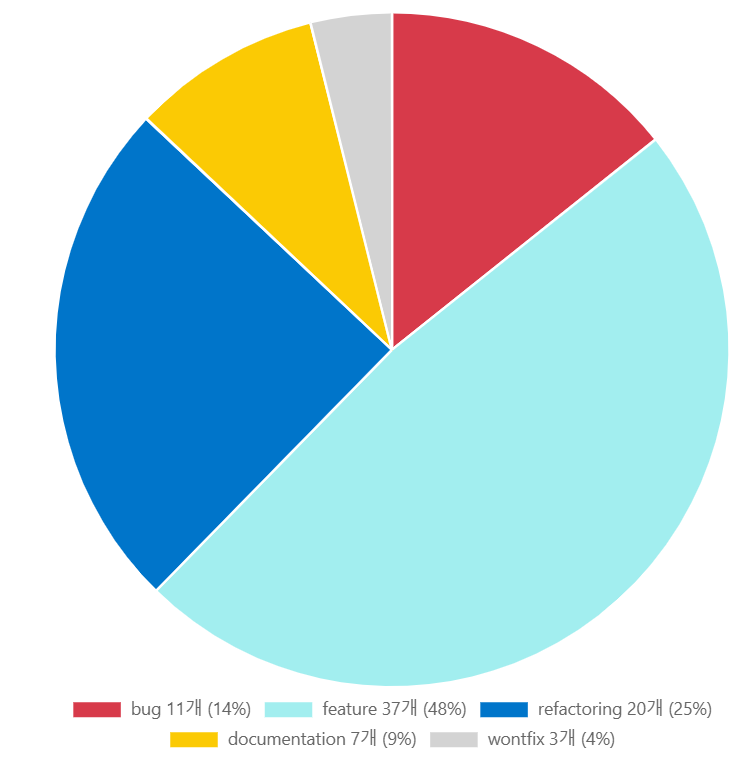 bug 11개 (14%) feature 37개 (48%) refactoring 20개 (25%)
documentation 7개 (9%) wontfix 3개 (4%)